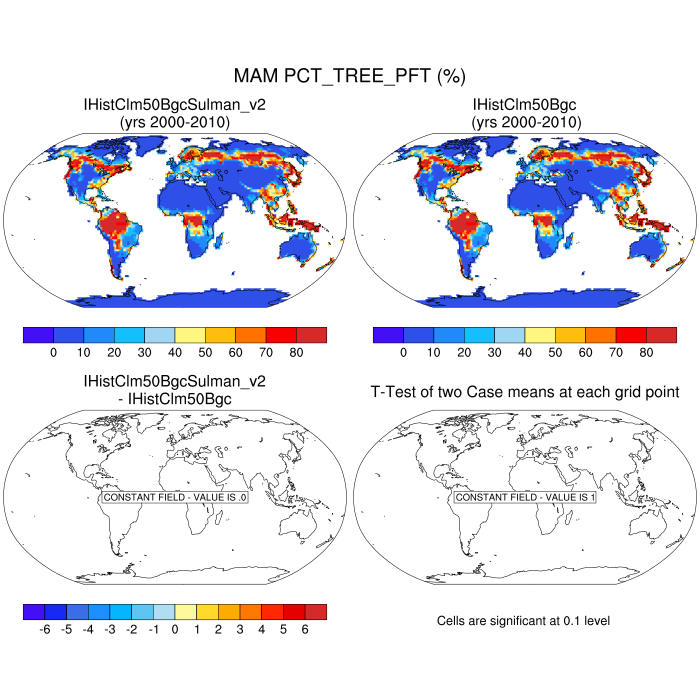 MAM PCT_TREE_PFT (%)
IHistClm50BgcSulman_v2
(yrs 2000-2010)
IHistClm50Bgc
(yrs 2000-2010)
0 10 20 30 40 50 60 70 80
0 10 20 30 40 50 60 70 80
IHistClm50BgcSulman_v2
- IHistClm50Bgc
T-Test of two Case means at each grid point
CONSTANT FIELD - VALUE IS .0
CONSTANT FIELD - VALUE IS 1
-6 -5 -4 -3 -2 -1 0 1 2 3 4 5 6
Cells are significant at 0.1 level